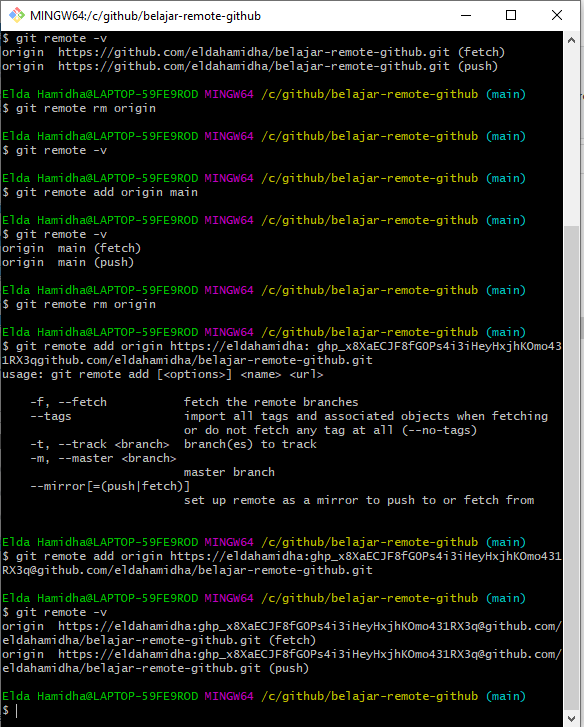 MINGW64:/c/github/belajar-remote-github
$ git remote -v
origin  https://github.com/eldahamidha/belajar-remote-github.git (fetch)
origin  https://github.com/eldahamidha/belajar-remote-github.git (push)
Elda Hamidha@LAPTOP-59FE9ROD MINGW64 /c/github/belajar-remote-github (main)
$ git remote rm origin
Elda Hamidha@LAPTOP-59FE9ROD MINGW64 /c/github/belajar-remote-github (main)
$ git remote -v
Elda Hamidha@LAPTOP-59FE9ROD MINGW64 /c/github/belajar-remote-github (main)
$ git remote add origin main
Elda Hamidha@LAPTOP-59FE9ROD MINGW64 /c/github/belajar-remote-github (main)
$ git remote -v
origin  main (fetch)
origin  main (push)
Elda Hamidha@LAPTOP-59FE9ROD MINGW64 /c/github/belajar-remote-github (main)
$ git remote rm origin
Elda Hamidha@LAPTOP-59FE9ROD MINGW64 /c/github/belajar-remote-github (main)
$ git remote add origin https://eldahamidha: ghp_x8XaECJF8fGOPs4i3iHeyHxjhKOmo43
1RX3qgithub.com/eldahamidha/belajar-remote-github.git
usage: git remote add [<options>] <name> <url>
-f, --fetch           fetch the remote branches
--tags                import all tags and associated objects when fetching
or do not fetch any tag at all (--no-tags)
-t, --track <branch>  branch(es) to track
-m, --master <branch>
master branch
--mirror[=(push|fetch)]
set up remote as a mirror to push to or fetch from
Elda Hamidha@LAPTOP-59FE9ROD MINGW64 /c/github/belajar-remote-github (main)
$ git remote add origin https://eldahamidha:ghp_x8XaECJF8fGOPs4i3iHeyHxjhKOmo431
RX3q@github.com/eldahamidha/belajar-remote-github.git
Elda Hamidha@LAPTOP-59FE9ROD MINGW64 /c/github/belajar-remote-github (main)
$ git remote -v
origin  https://eldahamidha:ghp_x8XaECJF8fGOPs4i3iHeyHxjhKOmo431RX3q@github.com/
eldahamidha/belajar-remote-github.git (fetch)
origin  https://eldahamidha:ghp_x8XaECJF8fGOPs4i3iHeyHxjhKOmo431RX3q@github.com/
eldahamidha/belajar-remote-github.git (push)
Elda Hamidha@LAPTOP-59FE9ROD MINGW64 /c/github/belajar-remote-github (main)
$